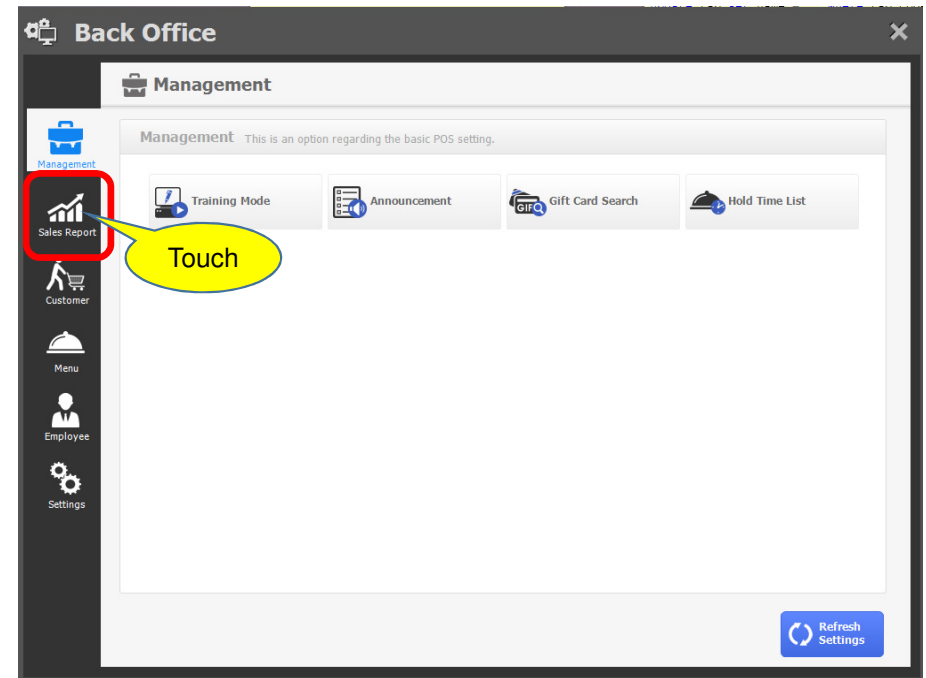 Back Office
Management
Management This is an option regarding the basic POS setting.
Management
Training Mode
Announcement
GIF
Gift Card Search
Hold Time List
Sales Report
Touch
Customer
Menu
Employee
Settings
Refresh
Settings